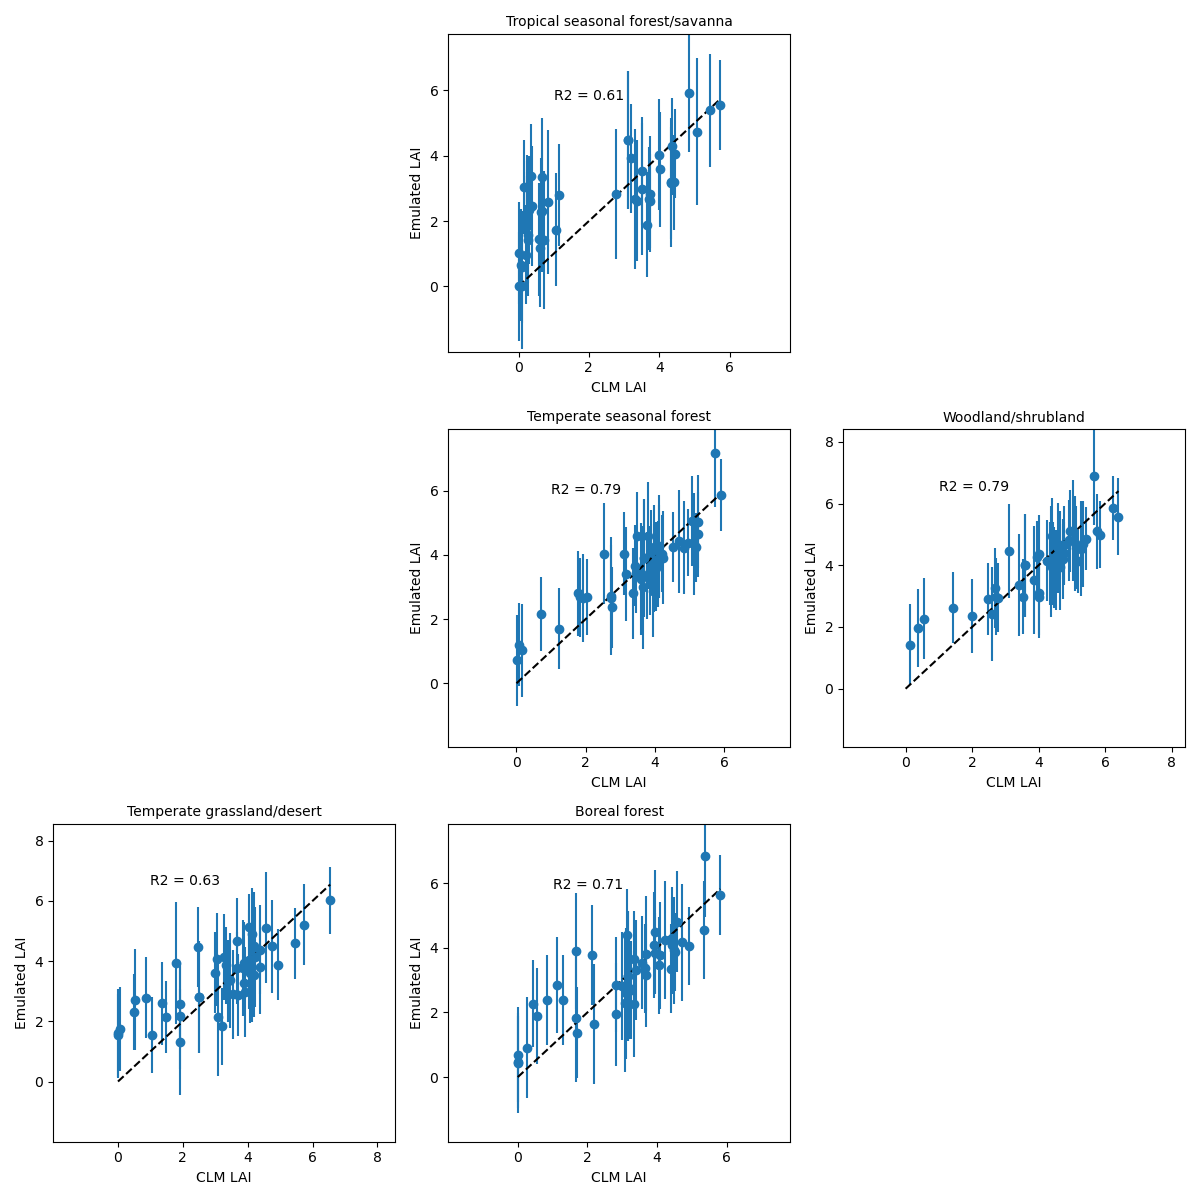 Tropical seasonal forest/savanna
R2 = 0.61
6
4
2
0
Emulated LAI
0 2 4 6
CLM LAI
Temperate seasonal forest
R2 = 0.79
6
4
2
0
Emulated LAI
0 2 4 6
CLM LAI
Woodland/shrubland
R2 = 0.79
8
6
4
2
0
Emulated LAI
0 2 4 6 8
CLM LAI
Temperate grassland/desert
R2 = 0.63
8
6
4
2
0
Emulated LAI
0 2 4 6 8
CLM LAI
Boreal forest
R2 = 0.71
6
4
2
0
Emulated LAI
0 2 4 6
CLM LAI